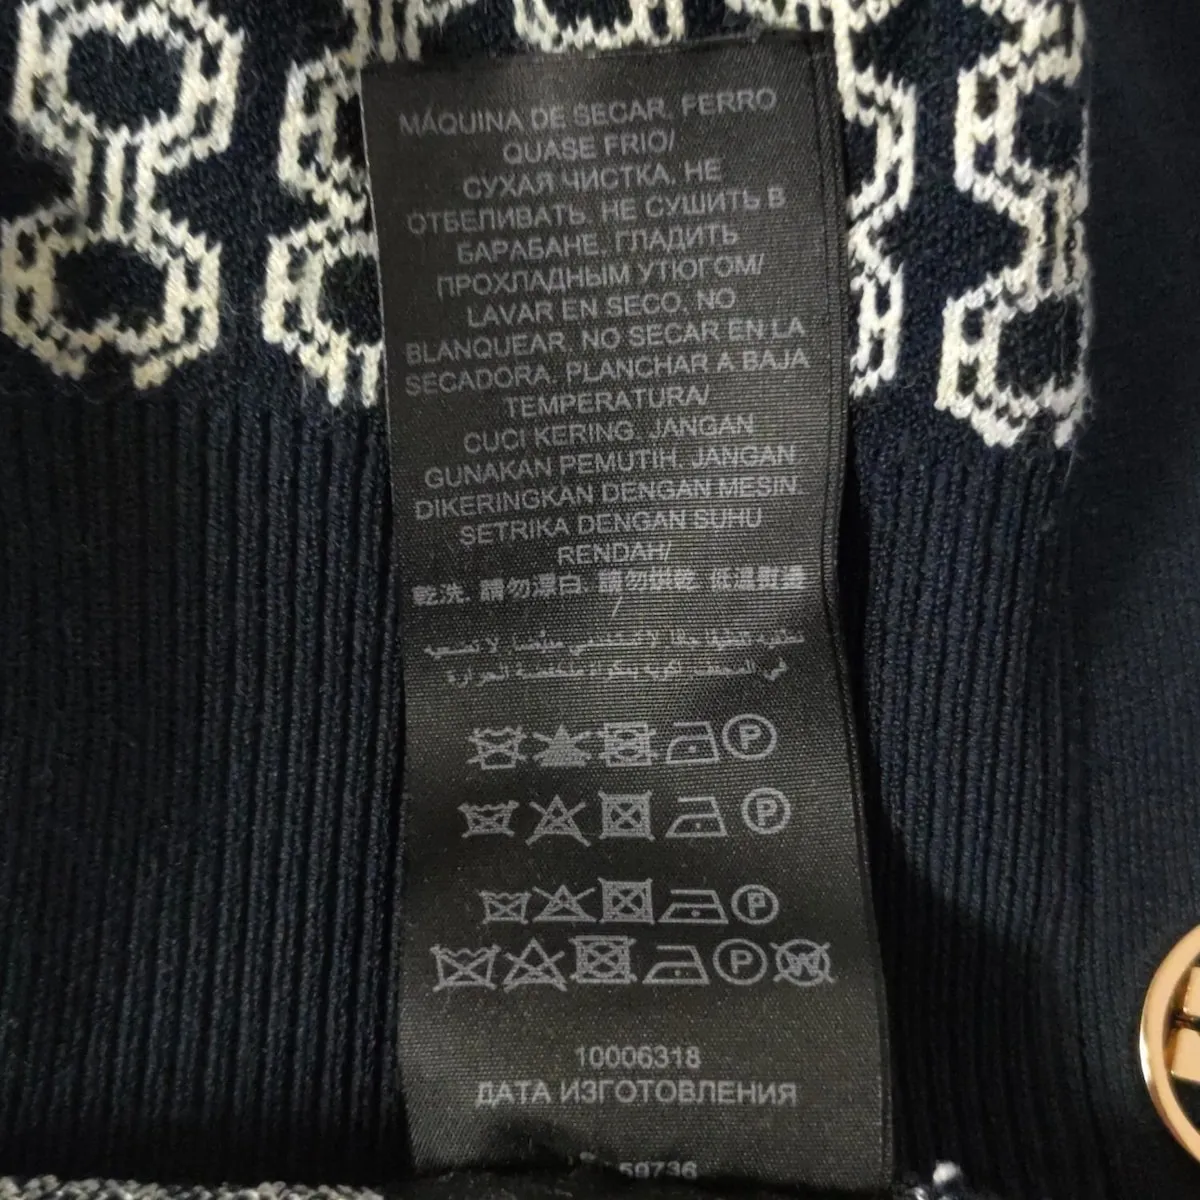 MÁQUINA DE SECAR, FERRO
QUASE FRIO/
СУХАЯ ЧИСТКА, НЕ
ОТБЕЛИВАТЬ. НЕ СУШИТЬ В
БАРАБАНЕ, ГЛАДИТЬ
ПРОХЛАДНЫМ УТЮГОМ/
LAVAR EN SECO, NO
BLANQUEAR, NO SECAR EN LA
SECADORA. PLANCHAR A BAJA
TEMPERATURA/
CUCI KERING. JANGAN
GUNAKAN PEMUTIH. JANGAN
DIKERINGKAN DENGAN MESIN.
SETRIKA DENGAN SUHU
RENDAH/
乾洗. 請勿漂白. 請勿烘乾. 低溫熨燙
/
P
P
P
P W
10006318
ДАТА ИЗГОТОВЛЕНИЯ